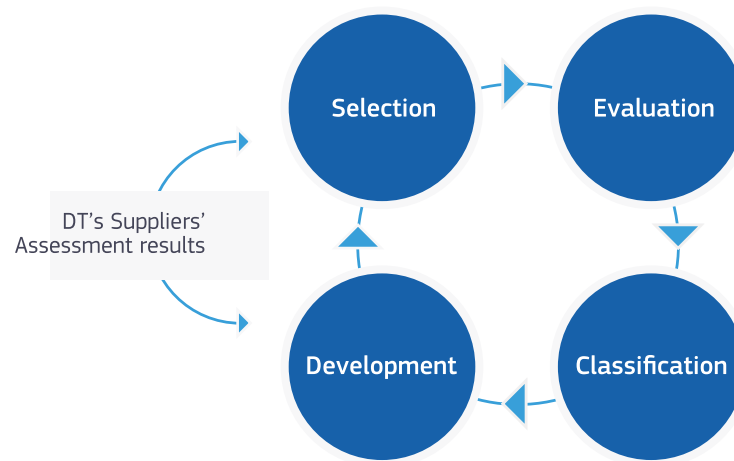 Selection
Evaluation
DT’s Suppliers’
Assessment results
Development
Classification